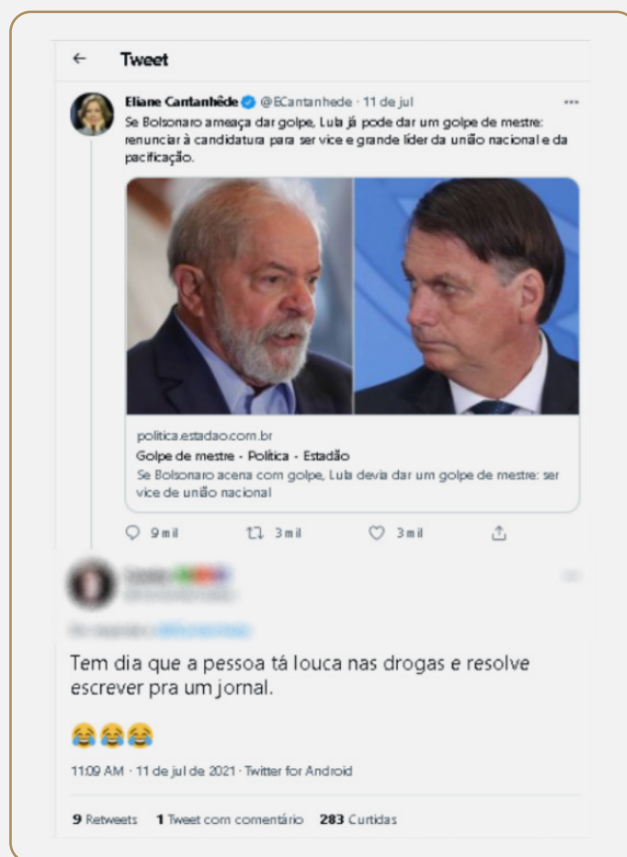 Tweet
Eliane Cantanhêde @ECantanhede · 11 de jul
Se Bolsonaro ameaça dar golpe, Lula já pode dar um golpe de mestre:
renunciar à candidatura para ser vice e grande líder da união nacional e da
pacificação.
politica.estadao.com.br
Golpe de mestre - Política - Estadão
Se Bolsonaro acena com golpe, Lula devia dar um golpe de mestre: ser
vice de união nacional
9 mil 3 mil 3 mil
Tem dia que a pessoa tá louca nas drogas e resolve
escrever pra um jornal.
😂😂😂
11:09 AM · 11 de jul de 2021 · Twitter for Android
9 Retweets 1 Tweet com comentário 283 Curtidas